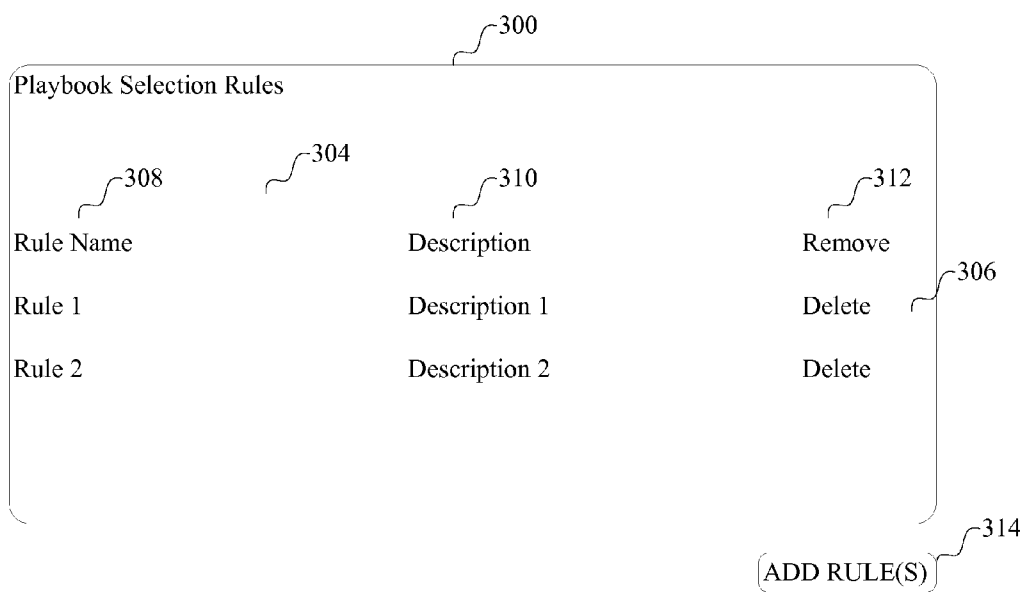 300
Playbook Selection Rules
304
308 310 312
Rule Name Description Remove
306
Rule 1 Description 1 Delete
Rule 2 Description 2 Delete
314
ADD RULE(S)